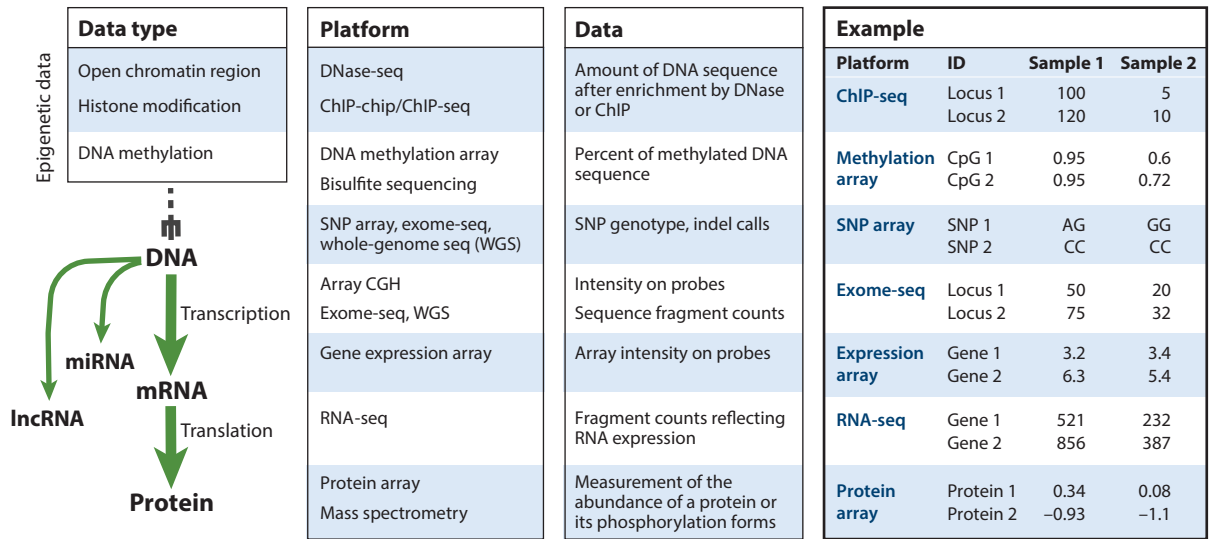 Data type
Epigenetic data
Open chromatin region
Histone modification
DNA methylation
DNA
Transcription
miRNA
mRNA
lncRNA
Translation
Protein
Platform
DNase-seq
ChIP-chip/ChIP-seq
DNA methylation array
Bisulfite sequencing
SNP array, exome-seq,
whole-genome seq (WGS)
Array CGH
Exome-seq, WGS
Gene expression array
RNA-seq
Protein array
Mass spectrometry
Data
Amount of DNA sequence
after enrichment by DNase
or ChIP
Percent of methylated DNA
sequence
SNP genotype, indel calls
Intensity on probes
Sequence fragment counts
Array intensity on probes
Fragment counts reflecting
RNA expression
Measurement of the
abundance of a protein or
its phosphorylation forms
Example
Platform ID Sample 1 Sample 2
ChIP-seq Locus 1 100 5
Locus 2 120 10
Methylation CpG 1 0.95 0.6
array CpG 2 0.95 0.72
SNP array SNP 1 AG GG
SNP 2 CC CC
Exome-seq Locus 1 50 20
Locus 2 75 32
Expression Gene 1 3.2 3.4
array Gene 2 6.3 5.4
RNA-seq Gene 1 521 232
Gene 2 856 387
Protein Protein 1 0.34 0.08
array Protein 2 −0.93 −1.1